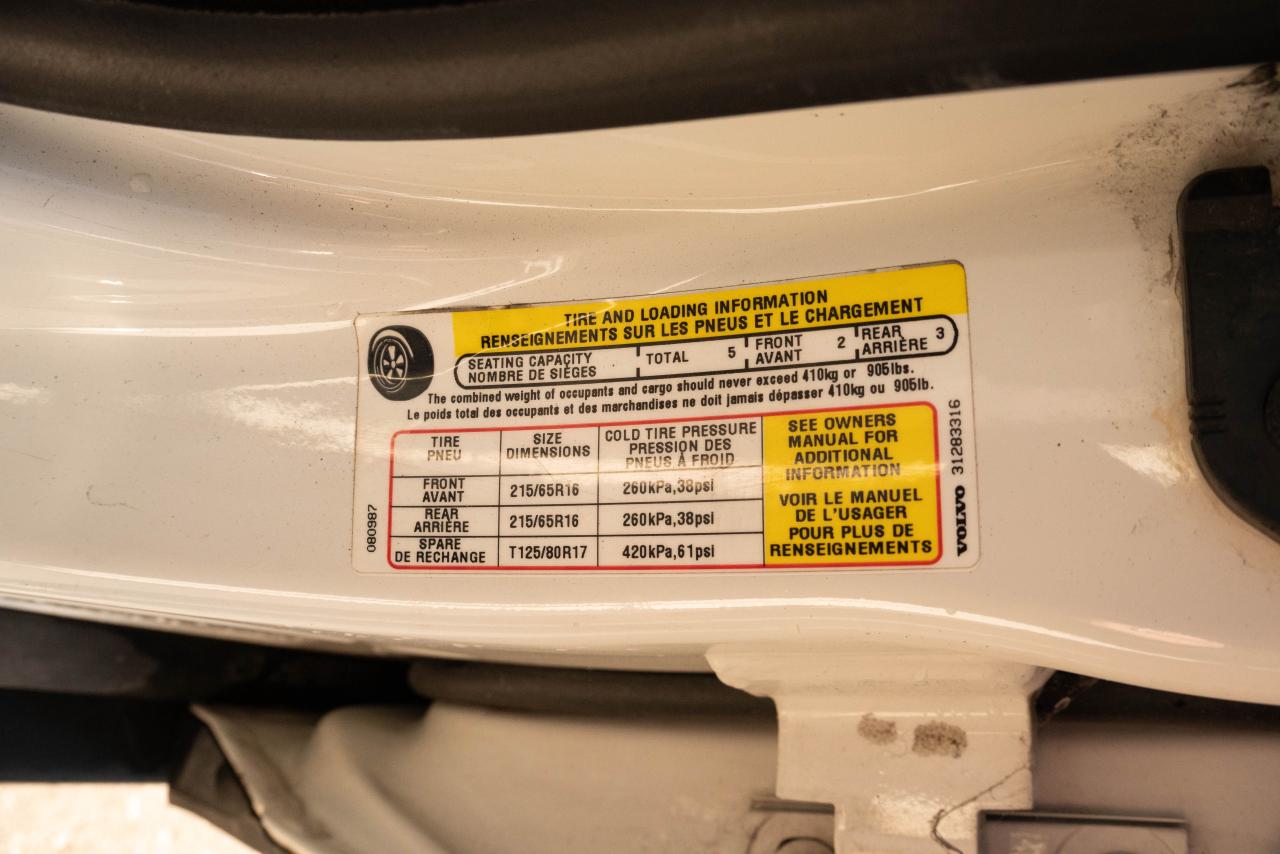 TIRE AND LOADING INFORMATION
RENSEIGNEMENTS SUR LES PNEUS ET LE CHARGEMENT
SEATING CAPACITY
NOMBRE DE SIÈGES
TOTAL 5
FRONT
AVANT 2
REAR
ARRIÈRE 3
The combined weight of occupants and cargo should never exceed 410kg or 905lbs.
Le poids total des occupants et des marchandises ne doit jamais dépasser 410kg ou 905lb.
TIRE
PNEU
SIZE
DIMENSIONS
COLD TIRE PRESSURE
PRESSION DES
PNEUS À FROID
FRONT
AVANT
215/65R16
260kPa,38psi
REAR
ARRIÈRE
215/65R16
260kPa,38psi
SPARE
DE RECHANGE
T125/80R17
420kPa,61psi
SEE OWNERS
MANUAL FOR
ADDITIONAL
INFORMATION
VOIR LE MANUEL
DE L'USAGER
POUR PLUS DE
RENSEIGNEMENTS
080987
VOLVO 31283316